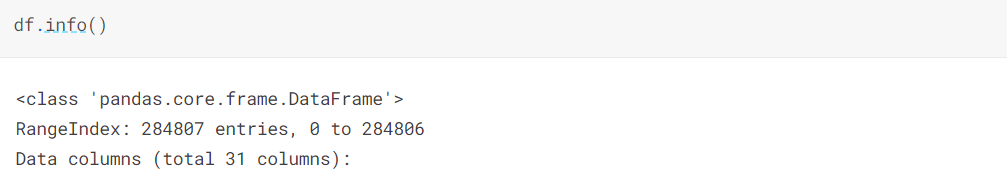 df.info()
<class 'pandas.core.frame.DataFrame'>
RangeIndex: 284807 entries, 0 to 284806
Data columns (total 31 columns):